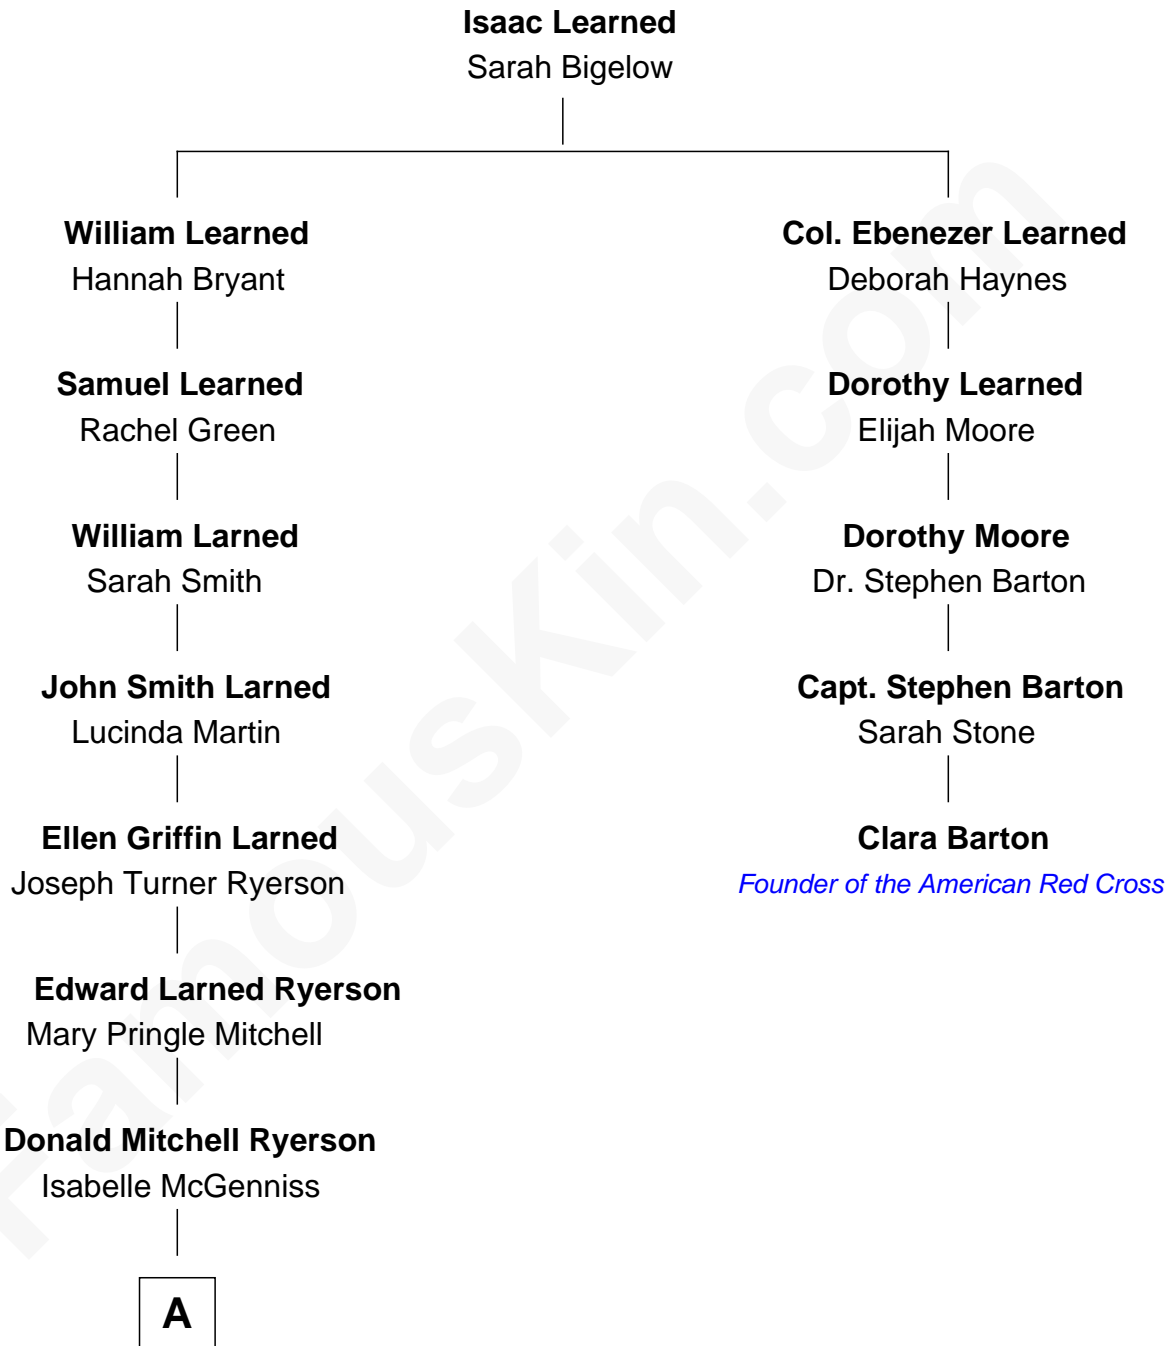 Isaac Learned
Sarah Bigelow
William Learned
Hannah Bryant
Samuel Learned
Rachel Green
William Larned
Sarah Smith
John Smith Larned
Lucinda Martin
Ellen Griffin Larned
Joseph Turner Ryerson
Edward Larned Ryerson
Mary Pringle Mitchell
Donald Mitchell Ryerson
Isabelle McGenniss
A
Col. Ebenezer Learned
Deborah Haynes
Dorothy Learned
Elijah Moore
Dorothy Moore
Dr. Stephen Barton
Capt. Stephen Barton
Sarah Stone
Clara Barton
Founder of the American Red Cross
FamousKin.com